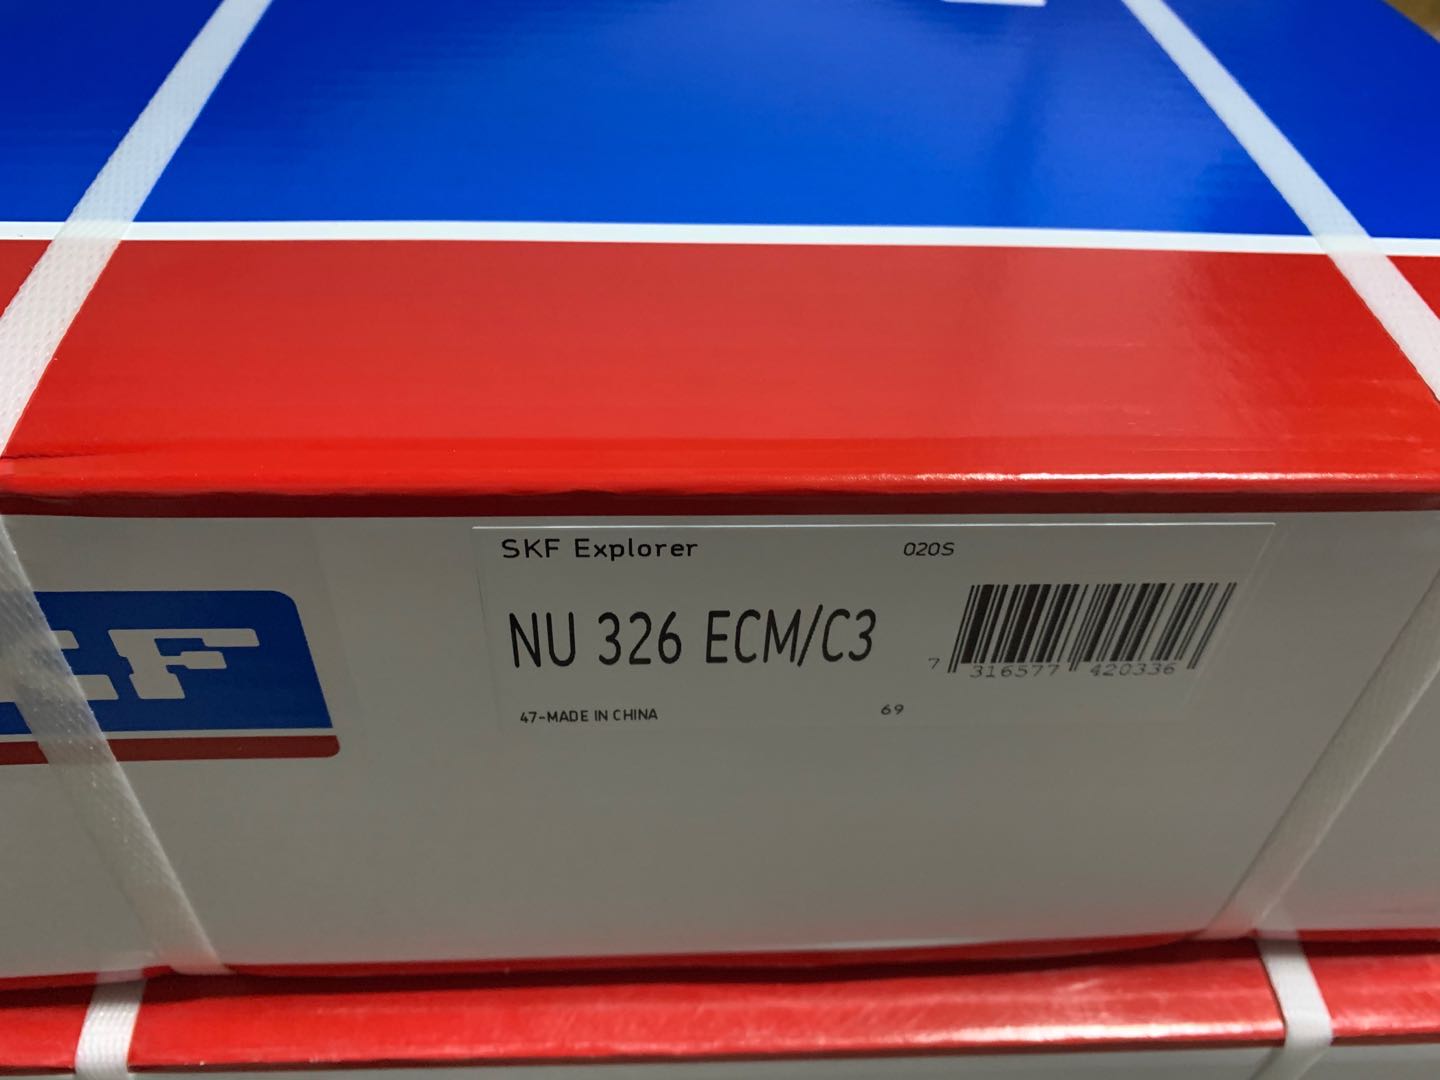 SKF Explorer 020S
NU 326 ECM/C3
7 316577 420336
47-MADE IN CHINA 69